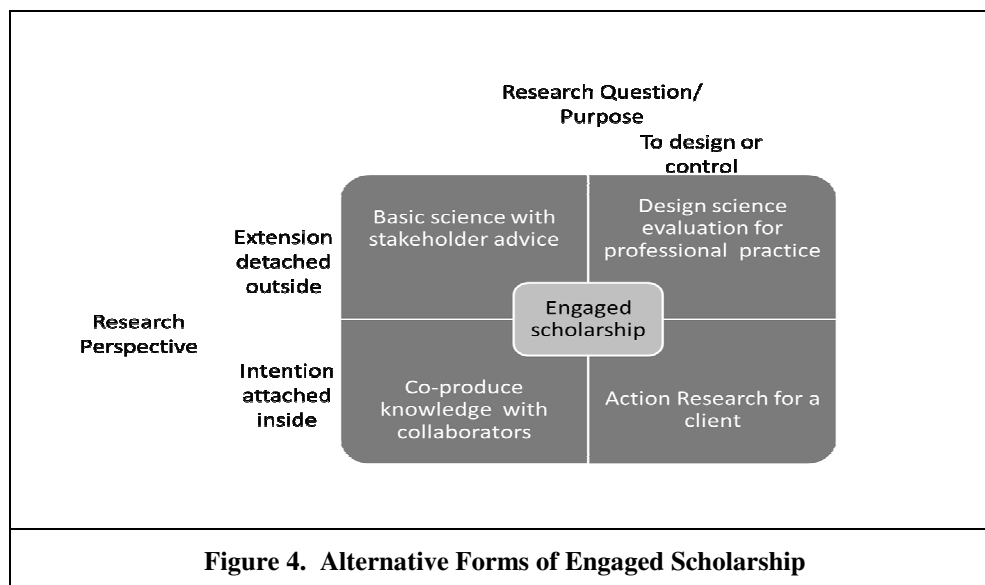 Research Question/
Purpose
To design or
control
Extension
detached
outside
Basic science with
stakeholder advice
Design science
evaluation for
professional practice
Research
Perspective
Engaged
scholarship
Intention
attached
inside
Co-produce
knowledge with
collaborators
Action Research for a
client
Figure 4. Alternative Forms of Engaged Scholarship